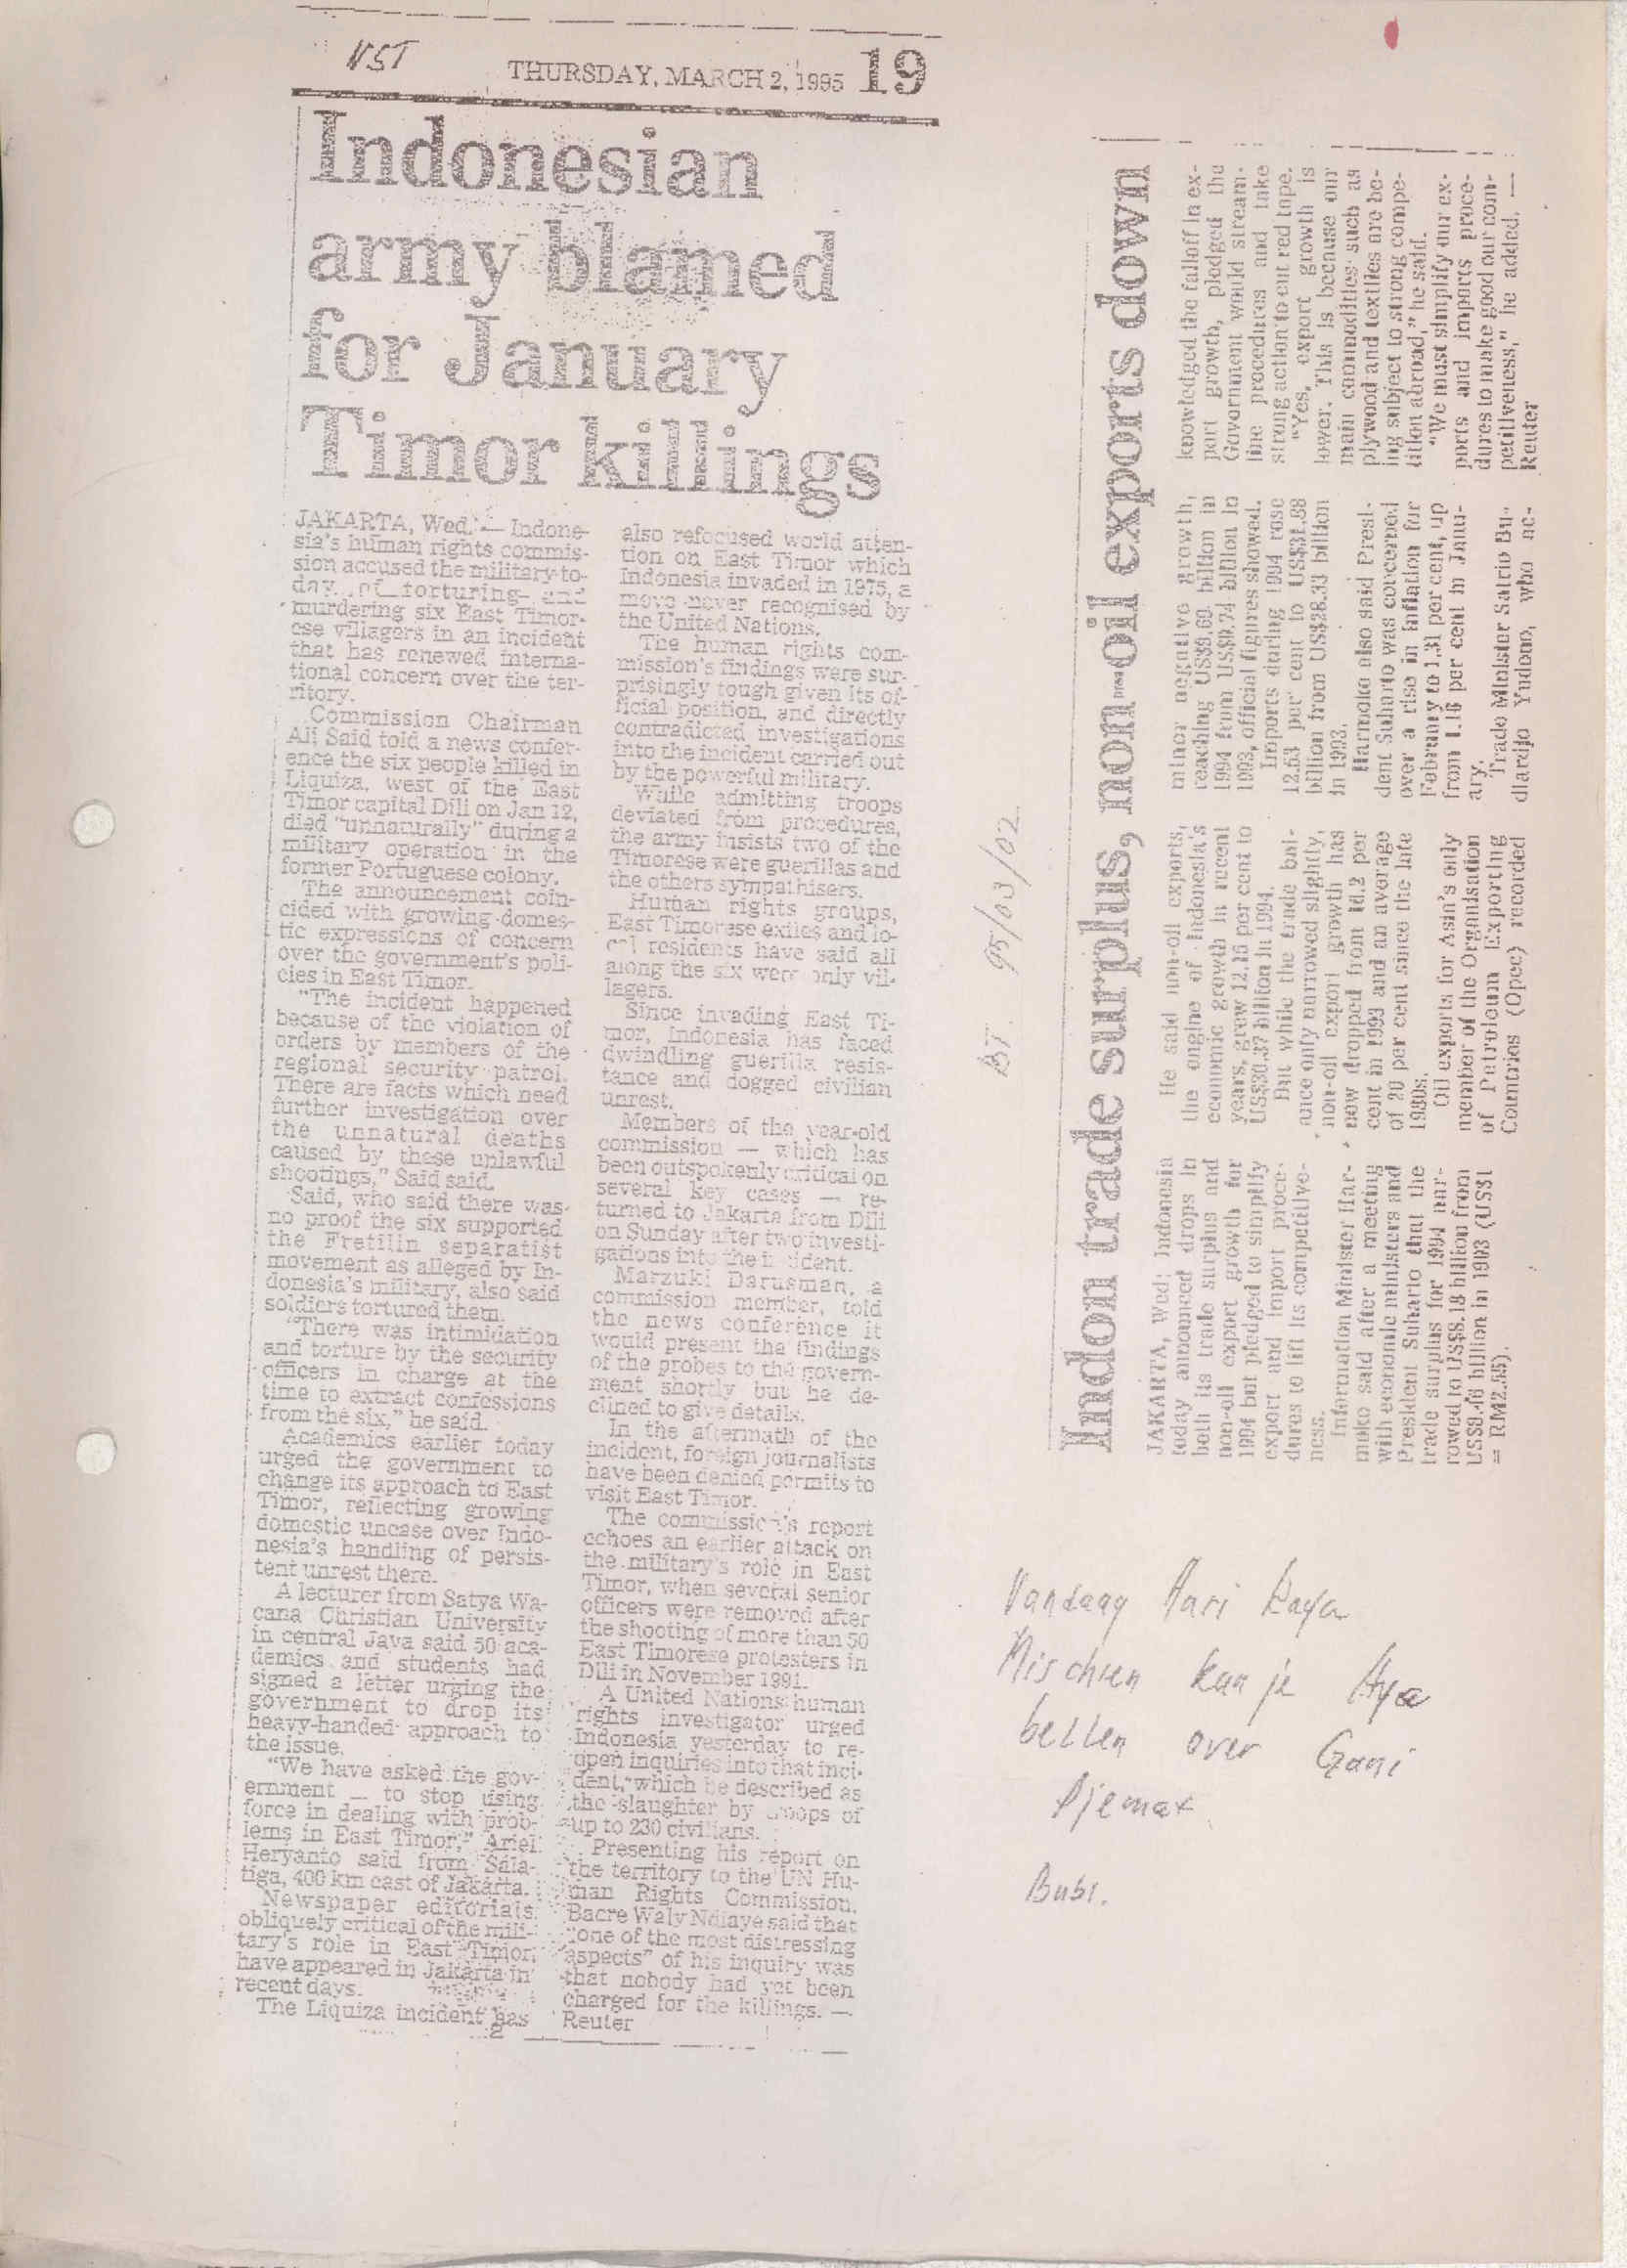 NST
THURSDAY, MARCH 2, 1995 19
Indonesian
army blamed
for January
Timor killings
JAKARTA, Wed. — Indone-
sia's human rights commis-
sion accused the military to-
day of torturing and
murdering six East Timor-
ese villagers in an incident
that has renewed interna-
tional concern over the ter-
ritory.
Commission Chairman
Ali Said told a news confer-
ence the six people killed in
Liquiza, west of the East
Timor capital Dili on Jan 12,
died "unnaturally" during a
military operation in the
former Portuguese colony.
The announcement coin-
cided with growing domes-
tic expressions of concern
over the government's poli-
cies in East Timor.
"The incident happened
because of the violation of
orders by members of the
regional security patrol.
There are facts which need
further investigation over
the unnatural deaths
caused by these unlawful
shootings," Said said.
Said, who said there was
no proof the six supported
the Fretilin separatist
movement as alleged by In-
donesia's military, also said
soldiers tortured them.
"There was intimidation
and torture by the security
officers in charge at the
time to extract confessions
from the six," he said.
Academics earlier today
urged the government to
change its approach to East
Timor, reflecting growing
domestic unease over Indo-
nesia's handling of persis-
tent unrest there.
A lecturer from Satya Wa-
cana Christian University
in central Java said 50 aca-
demics and students had
signed a letter urging the
government to drop its
heavy-handed approach to
the issue.
"We have asked the gov-
ernment — to stop using
force in dealing with prob-
lems in East Timor," Ariel
Heryanto said from Sala-
tiga, 400 km east of Jakarta.
Newspaper editorials
obliquely critical of the mili-
tary's role in East Timor,
have appeared in Jakarta in
recent days.
The Liquiza incident has
also refocused world atten-
tion on East Timor which
Indonesia invaded in 1975, a
move never recognised by
the United Nations.
The human rights com-
mission's findings were sur-
prisingly tough given its of-
ficial position, and directly
contradicted investigations
into the incident carried out
by the powerful military.
While admitting troops
deviated from procedures,
the army insists two of the
Timorese were guerillas and
the others sympathisers.
Human rights groups,
East Timorese exiles and lo-
cal residents have said all
along the six were only vil-
lagers.
Since invading East Ti-
mor, Indonesia has faced
dwindling guerilla resis-
tance and dogged civilian
unrest.
Members of the year-old
commission — which has
been outspokenly critical on
several key cases — re-
turned to Jakarta from Dili
on Sunday after two investi-
gations into the incident.
Marzuki Darusman, a
commission member, told
the news conference it
would present the findings
of the probes to the govern-
ment shortly but he de-
clined to give details.
In the aftermath of the
incident, foreign journalists
have been denied permits to
visit East Timor.
The commission's report
echoes an earlier attack on
the military's role in East
Timor, when several senior
officers were removed after
the shooting of more than 50
East Timorese protesters in
Dili in November 1991.
A United Nations human
rights investigator urged
Indonesia yesterday to re-
open inquiries into that inci-
dent, which he described as
the slaughter by troops of
up to 230 civilians.
Presenting his report on
the territory to the UN Hu-
man Rights Commission,
Bacre Waly Ndiaye said that
"one of the most distressing
aspects" of his inquiry was
that nobody had yet been
charged for the killings. —
Reuter
BT. 95/03/02
Indon trade surplus, non-oil exports down
JAKARTA, Wed: Indonesia
today announced drops in
both its trade surplus and
non-oil export growth for
1994 but pledged to simplify
export and import proce-
dures to lift its competitive-
ness.
Information Minister Har-
moko said after a meeting
with economic ministers and
President Suharto that the
trade surplus for 1994 nar-
rowed to US$8.18 billion from
US$8.46 billion in 1993 (US$1
= RM2.55).
He said non-oil exports,
the engine of Indonesia's
economic growth in recent
years, grew 12.16 per cent to
US$30.37 billion in 1994.
But while the trade bal-
ance only narrowed slightly,
non-oil export growth has
now dropped from 16.2 per
cent in 1993 and an average
of 20 per cent since the late
1980s.
Oil exports for Asia's only
member of the Organisation
of Petroleum Exporting
Countries (Opec) recorded
minor negative growth,
reaching US$9.69 billion in
1994 from US$9.74 billion in
1993, official figures showed.
Imports during 1994 rose
12.53 per cent to US$31.88
billion from US$28.33 billion
in 1993.
Harmoko also said Presi-
dent Suharto was concerned
over a rise in inflation for
February to 1.31 per cent, up
from 1.16 per cent in Janu-
ary.
Trade Minister Satrio Bu-
diardjo Yudono, who ac-
knowledged the falloff in ex-
port growth, pledged the
Government would stream-
line procedures and take
strong action to cut red tape.
"Yes, export growth is
lower. This is because our
main commodities such as
plywood and textiles are be-
ing subject to strong compe-
tition abroad," he said.
"We must simplify our ex-
ports and imports proce-
dures to make good our com-
petitiveness," he added. —
Reuter
Vandaag Hari Raya
Misschien kan je Aya
bellen over Gani
Djemat
Bubi.